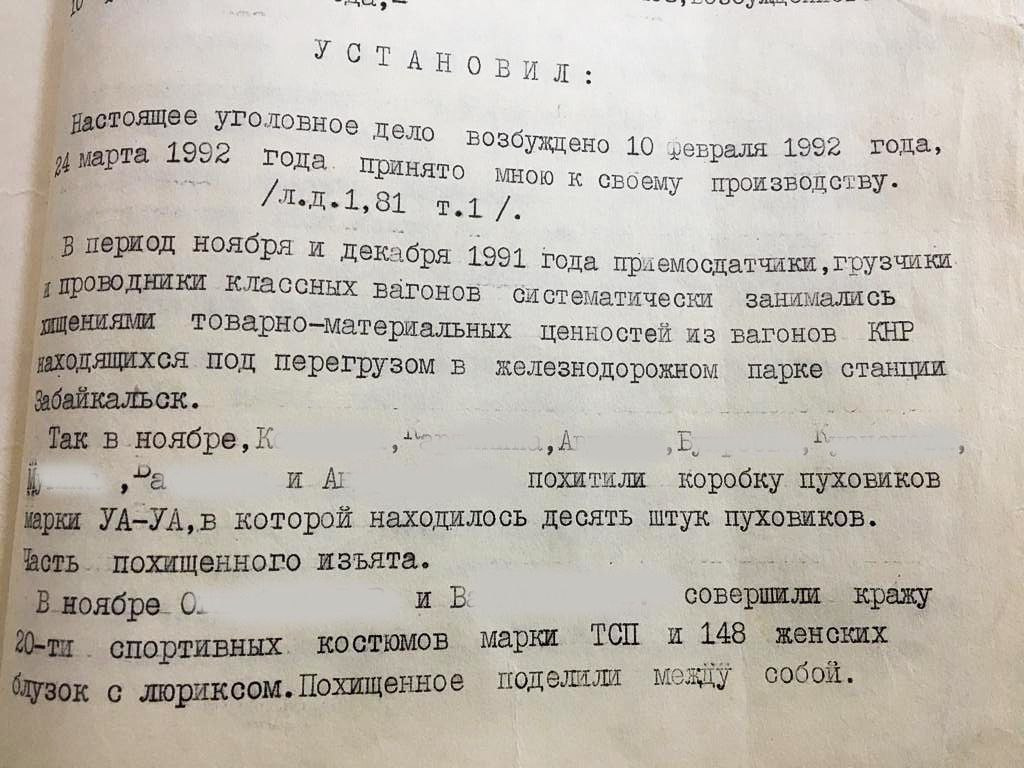 У С Т А Н О В И Л :
Настоящее уголовное дело возбуждено 10 февраля 1992 года,
24 марта 1992 года принято мною к своему производству.
/л.д.1,81 т.1 /.
В период ноября и декабря 1991 года приемосдатчики,грузчики
и проводники классных вагонов систематически занимались
хищениями товарно-материальных ценностей из вагонов КНР
находящихся под перегрузом в железнодорожном парке станции
Забайкальск.
Так в ноябре,К , ,А ,Б ,К ,
,Ва и А похитили коробку пуховиков
марки УА-УА,в которой находилось десять штук пуховиков.
Часть похищенного изъята.
В ноябре О и В совершили кражу
20-ти спортивных костюмов марки ТСП и 148 женских
блузок с люриксом.Похищенное поделили между собой.